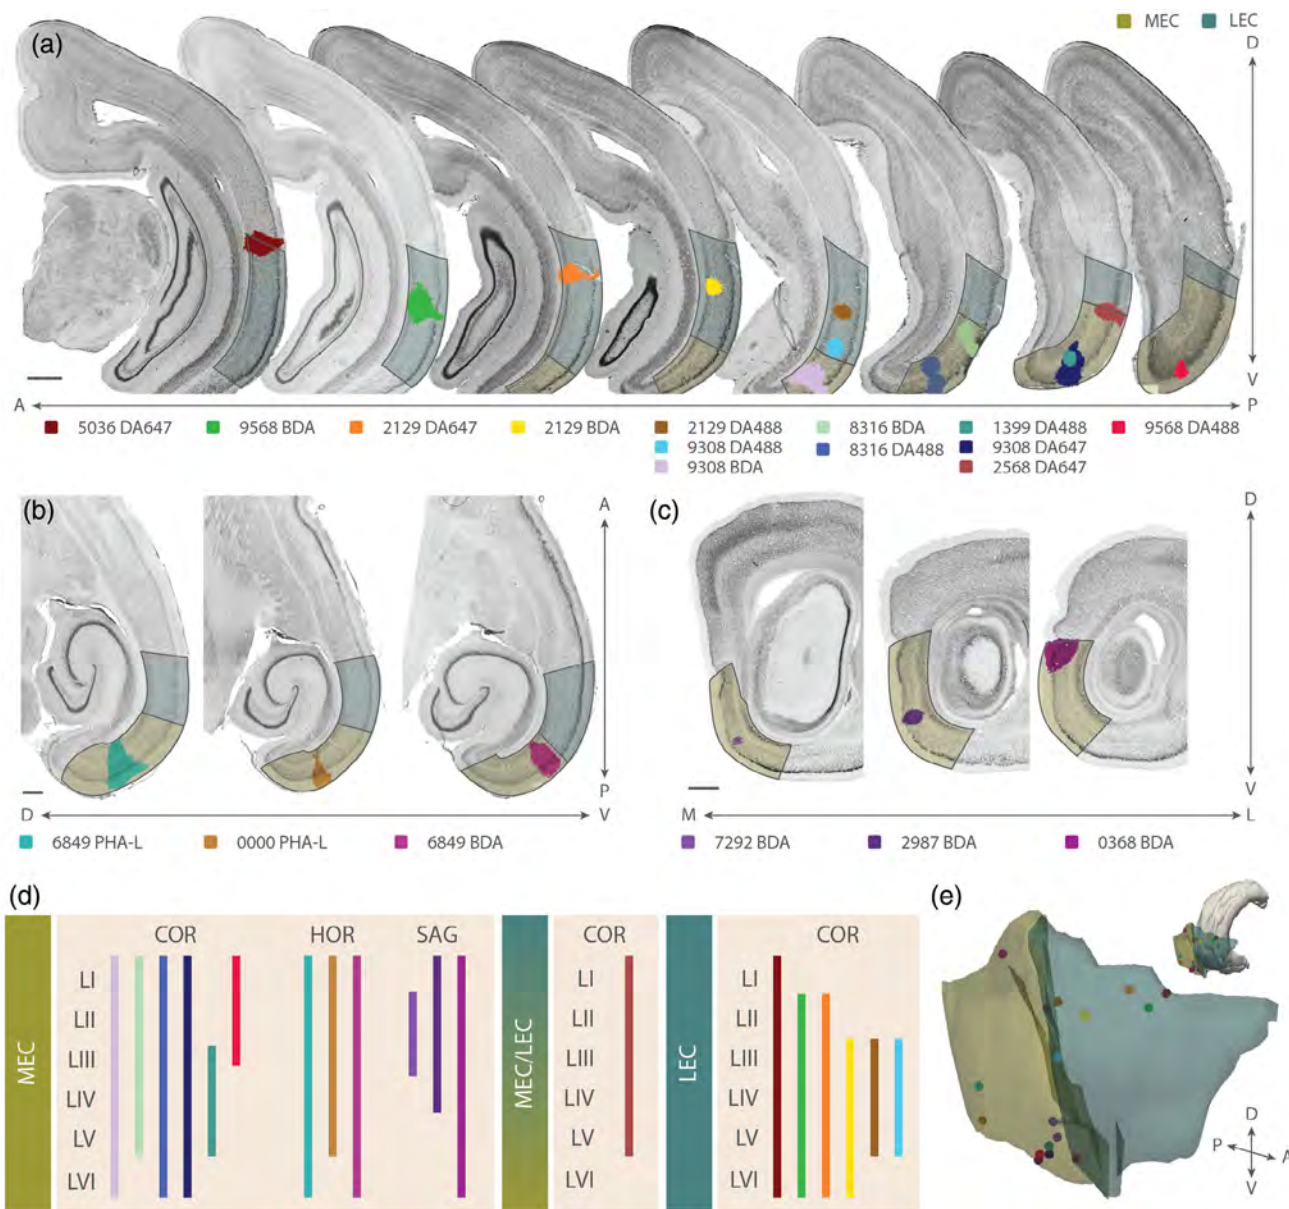 MEC LEC
(a)
D
V
A P
5036 DA647 9568 BDA 2129 DA647 2129 BDA 2129 DA488 8316 BDA 1399 DA488 9568 DA488
9308 DA488 8316 DA488 9308 DA647
9308 BDA 2568 DA647
(b)
A
P
D V
6849 PHA-L 0000 PHA-L 6849 BDA
(c)
D
V
M L
7292 BDA 2987 BDA 0368 BDA
(d)
MEC
COR HOR SAG
LI
LII
LIII
LIV
LV
LVI
MEC/LEC
COR
LI
LII
LIII
LIV
LV
LVI
LEC
COR
LI
LII
LIII
LIV
LV
LVI
(e)
D
P A
V